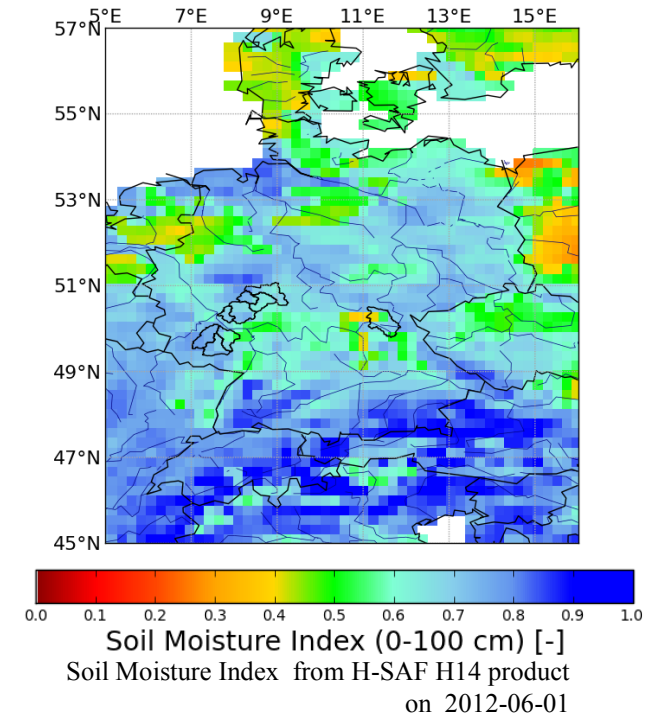 5°E 7°E 9°E 11°E 13°E 15°E
57°N
55°N
53°N
51°N
49°N
47°N
45°N
0.0 0.1 0.2 0.3 0.4 0.5 0.6 0.7 0.8 0.9 1.0
Soil Moisture Index (0-100 cm) [-]
Soil Moisture Index from H-SAF H14 product
on 2012-06-01